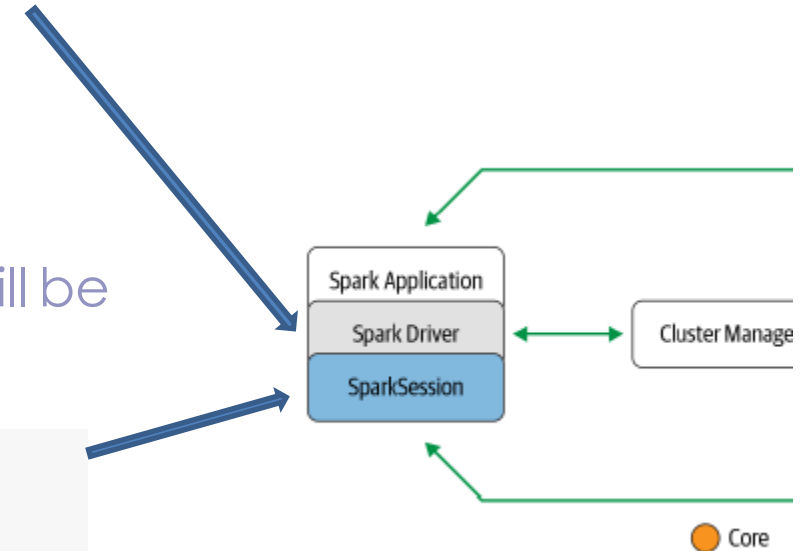 ill be
Spark Application
Spark Driver
Cluster Manage
SparkSession
Core